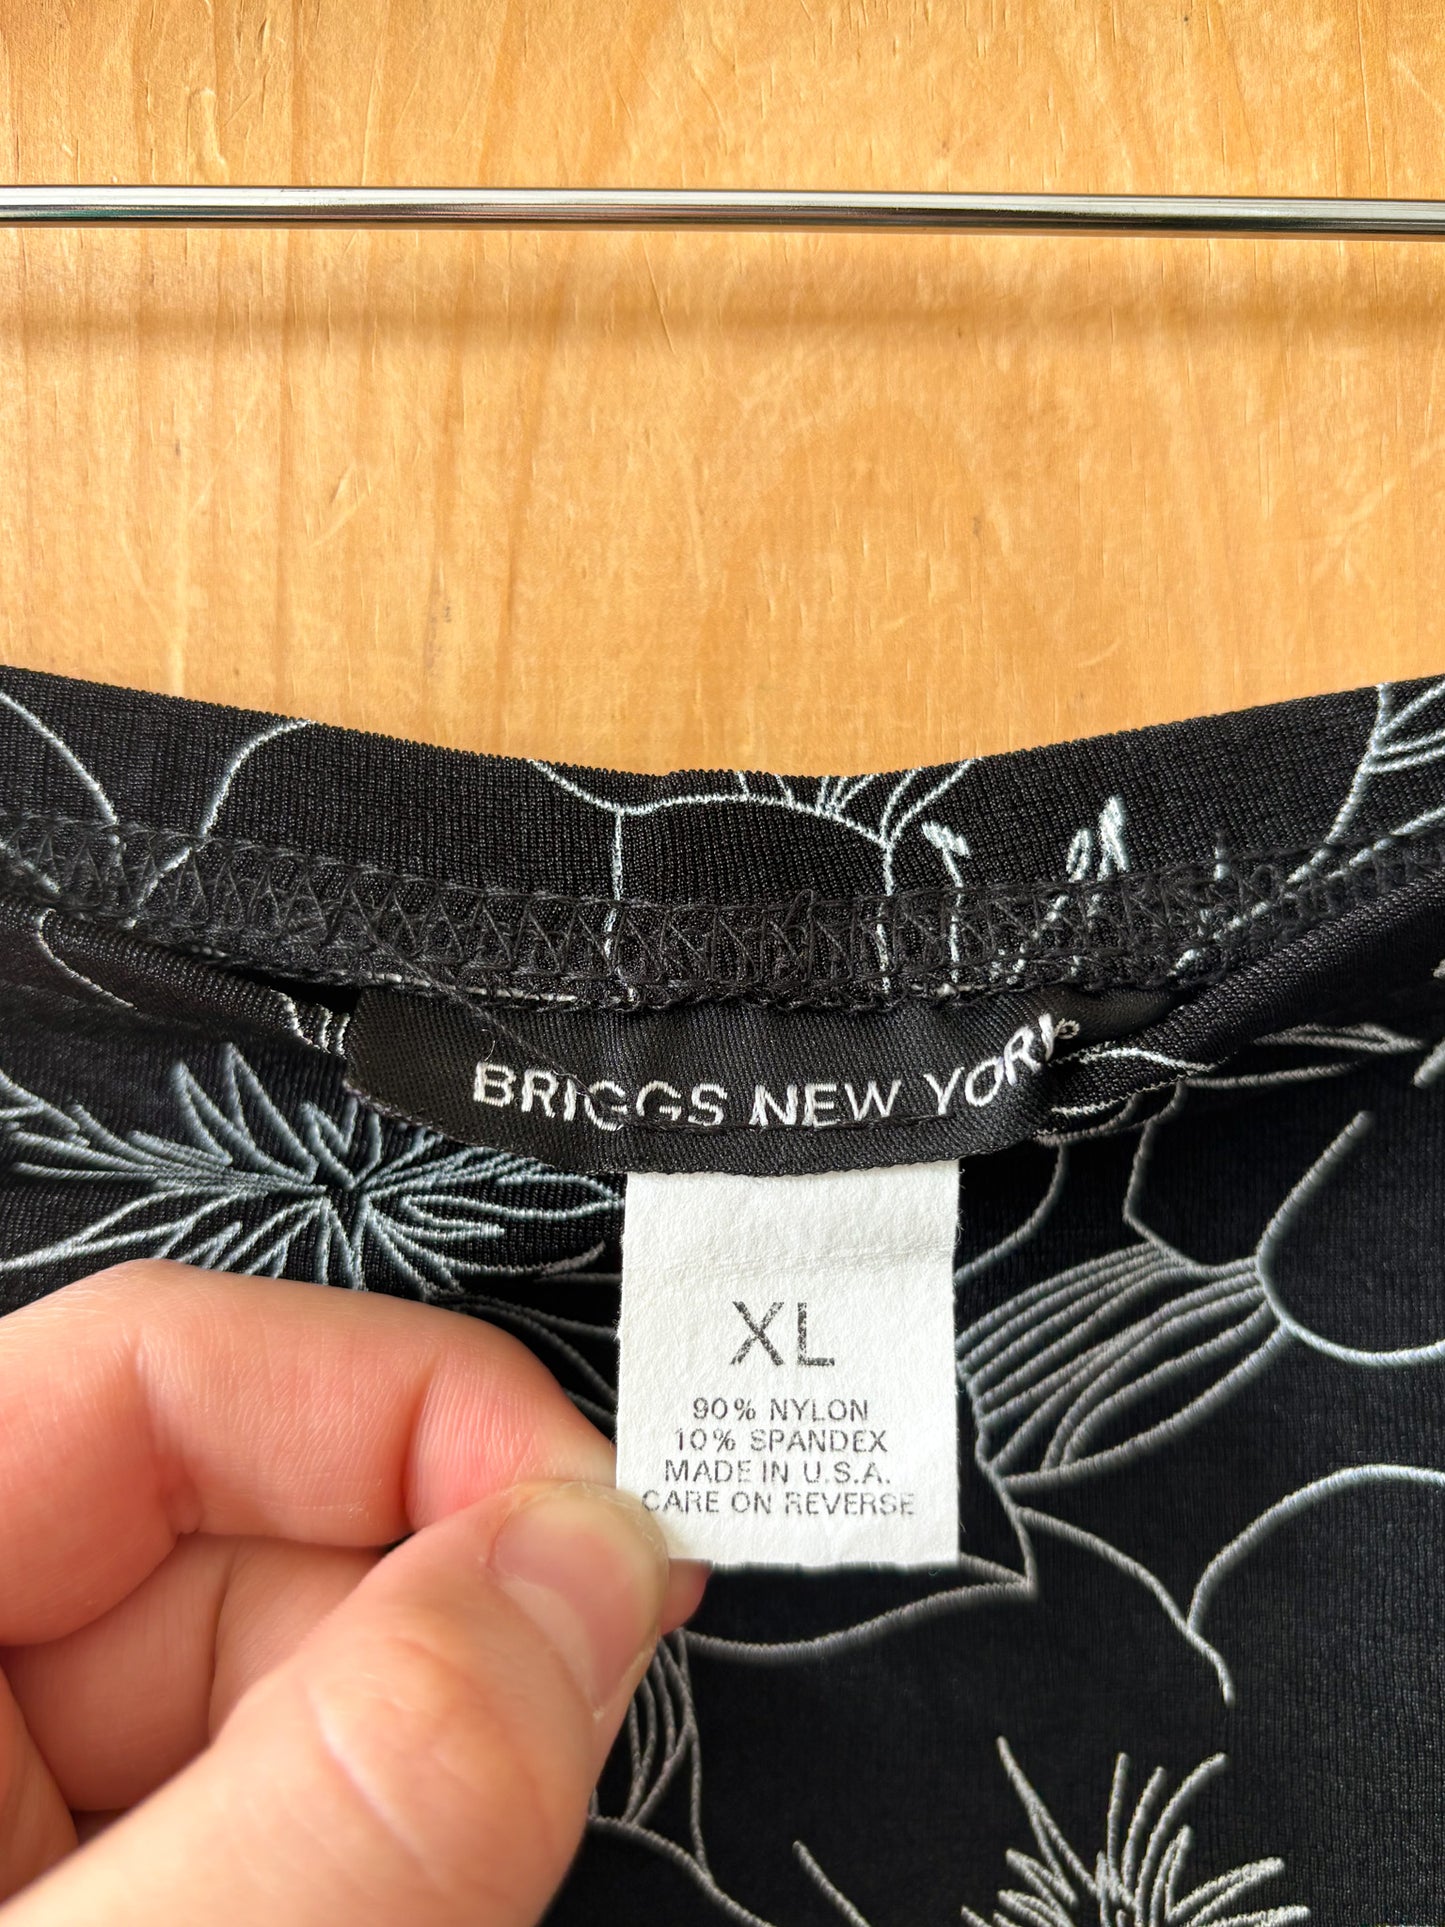 BRIGGS NEW YORK
XL
90% NYLON
10% SPANDEX
MADE IN U.S.A.
CARE ON REVERSE